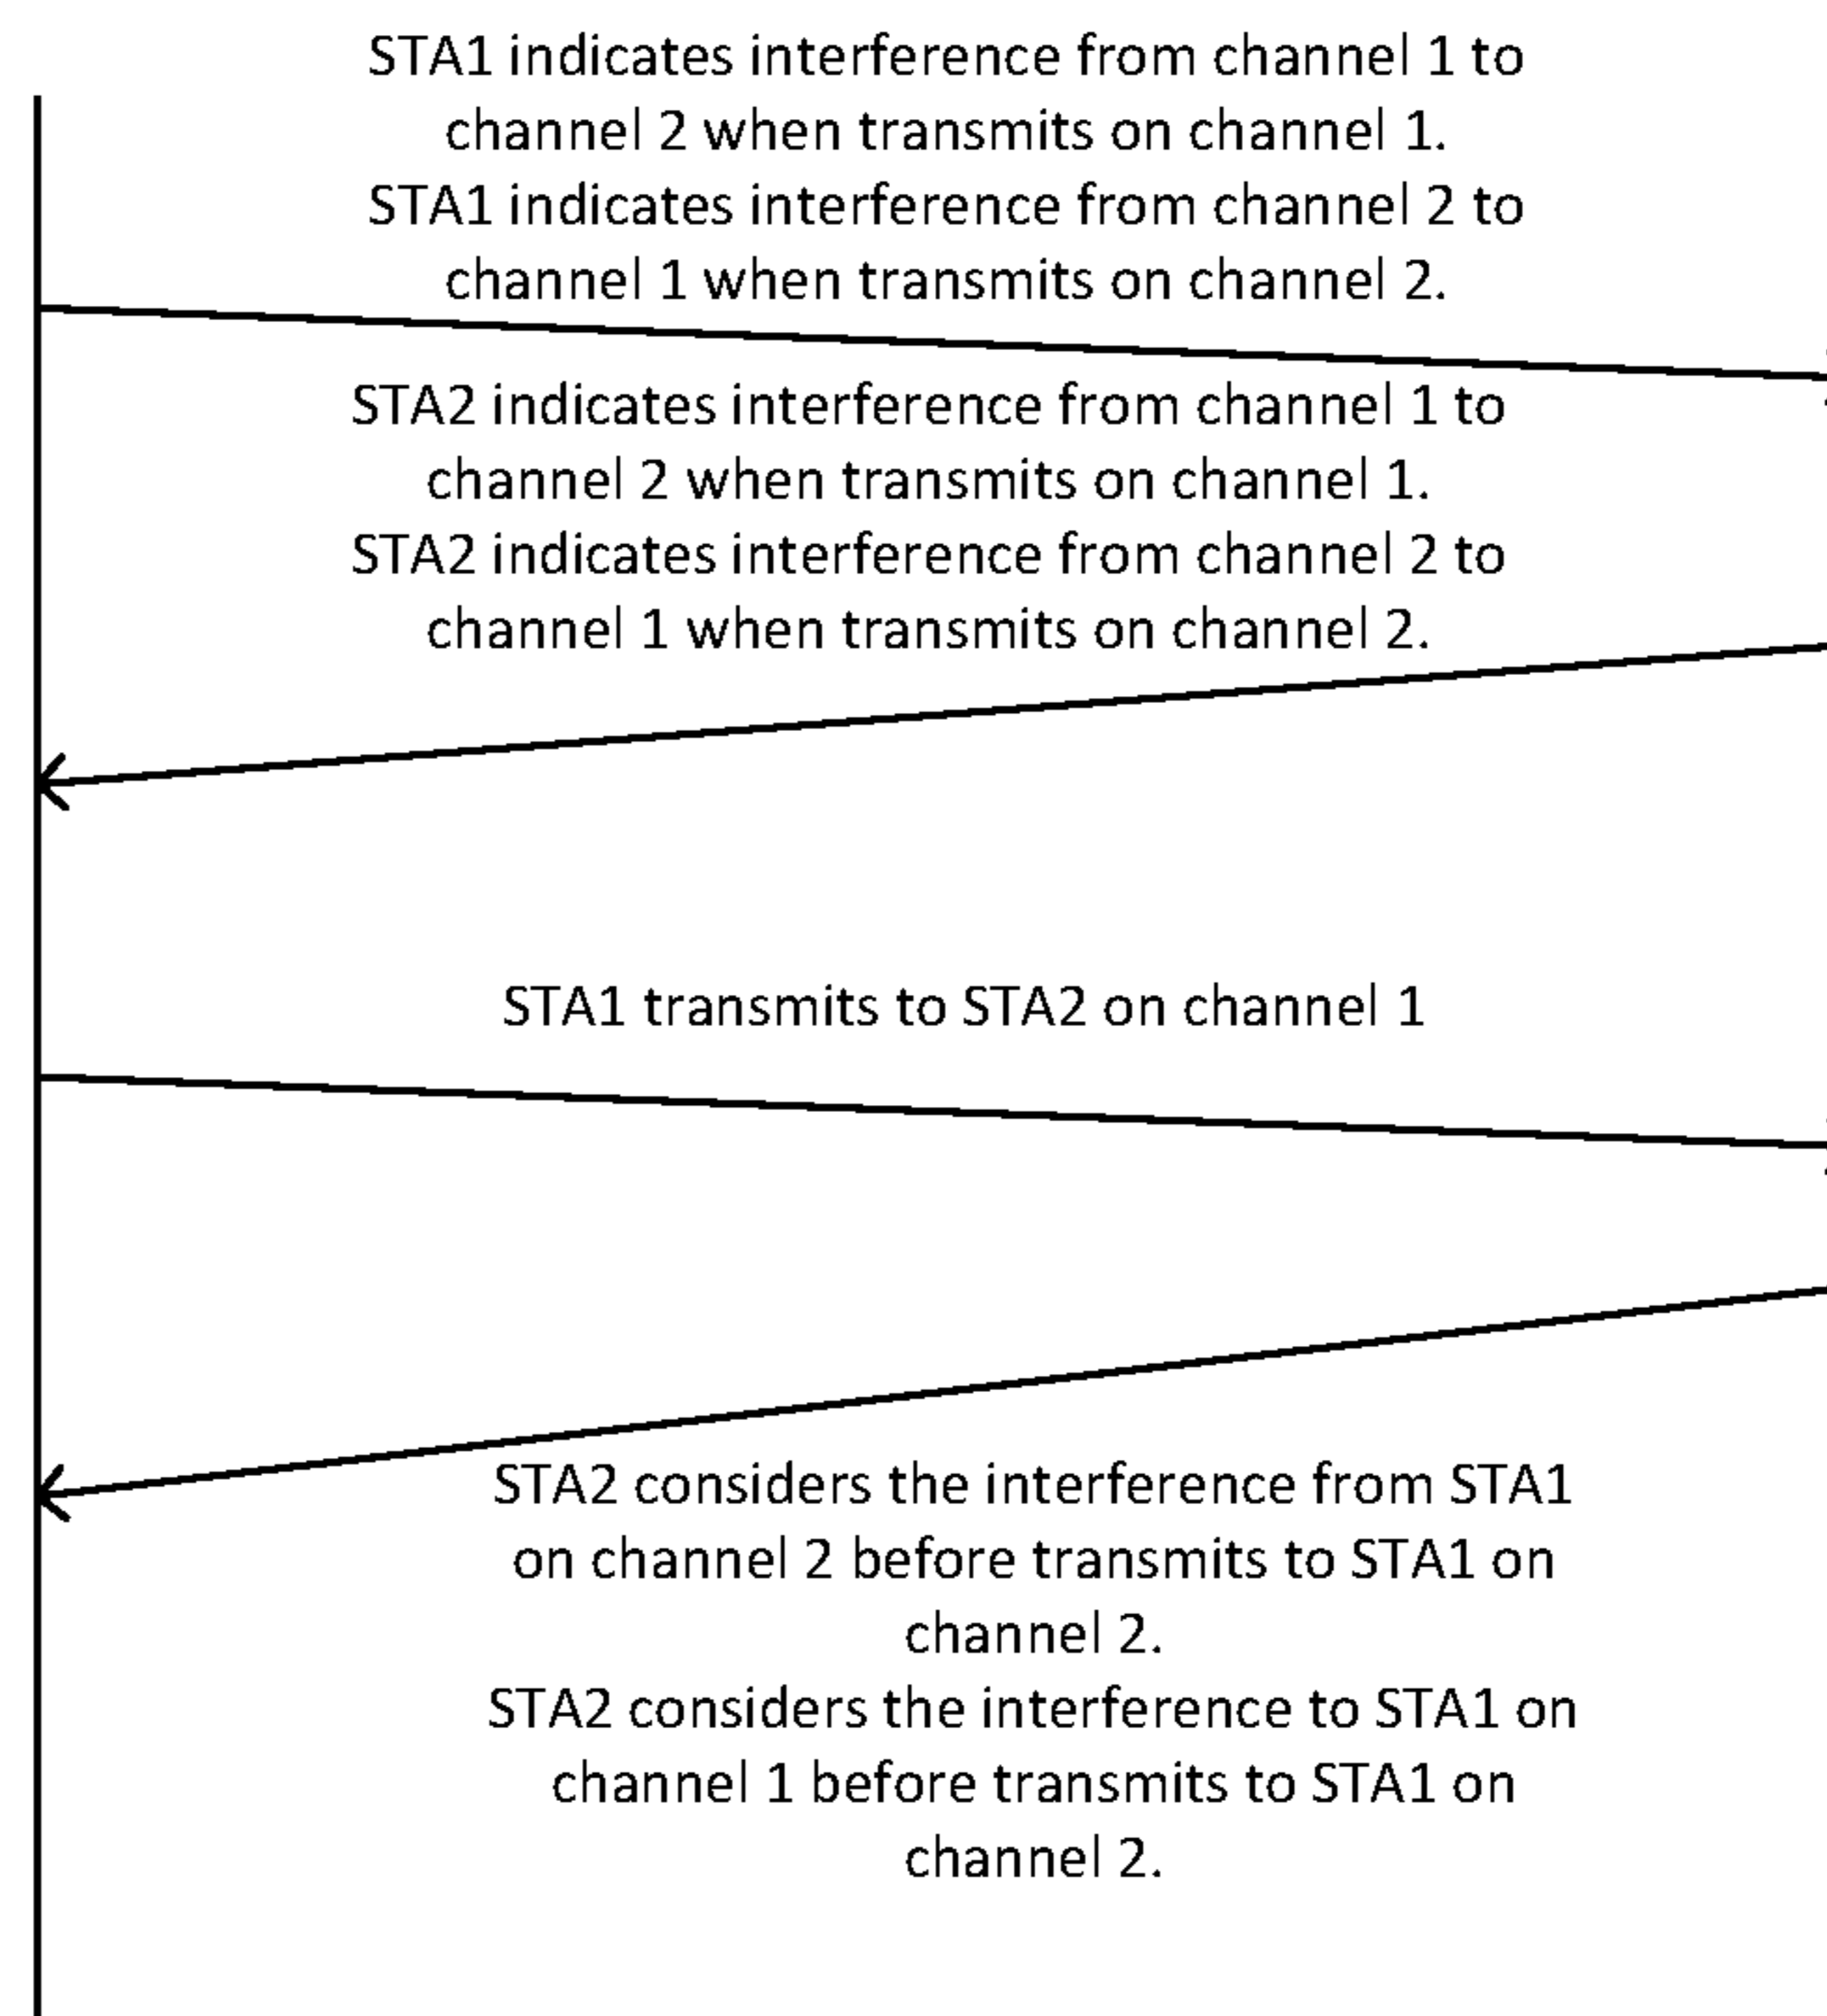 STA1 indicates interference from channel 1 to
channel 2 when transmits on channel 1.
STA1 indicates interference from channel 2 to
channel 1 when transmits on channel 2.
STA2 indicates interference from channel 1 to
channel 2 when transmits on channel 1.
STA2 indicates interference from channel 2 to
channel 1 when transmits on channel 2.
STA1 transmits to STA2 on channel 1
STA2 considers the interference from STA1
on channel 2 before transmits to STA1 on
channel 2.
STA2 considers the interference to STA1 on
channel 1 before transmits to STA1 on
channel 2.